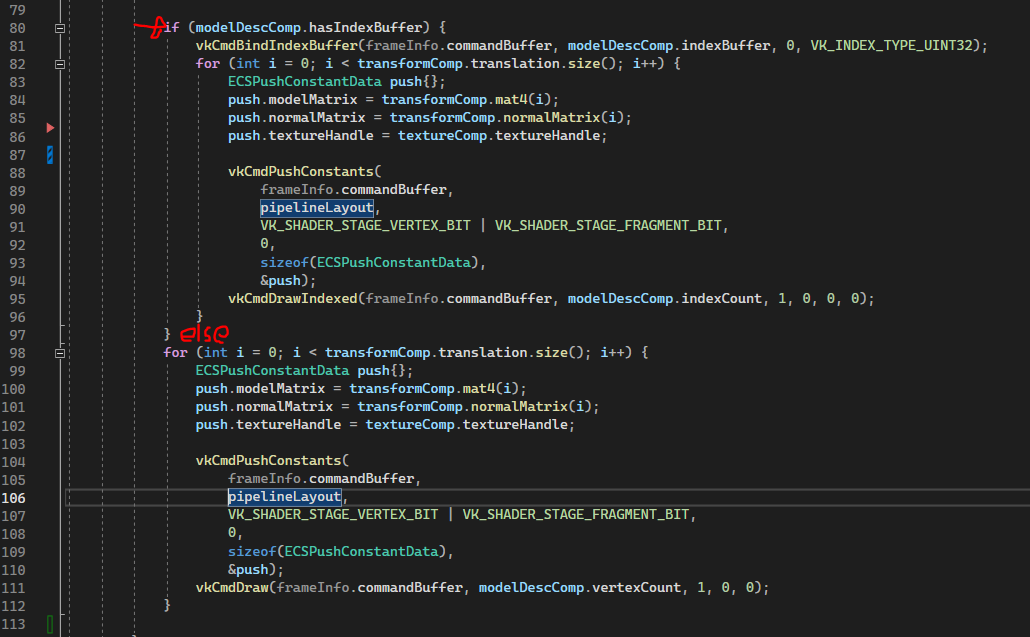 79
80 if (modelDescComp.hasIndexBuffer) {
81 vkCmdBindIndexBuffer(frameInfo.commandBuffer, modelDescComp.indexBuffer, 0, VK_INDEX_TYPE_UINT32);
82 for (int i = 0; i < transformComp.translation.size(); i++) {
83 ECSPushConstantData push{};
84 push.modelMatrix = transformComp.mat4(i);
85 push.normalMatrix = transformComp.normalMatrix(i);
86 push.textureHandle = textureComp.textureHandle;
87
88 vkCmdPushConstants(
89 frameInfo.commandBuffer,
90 pipelineLayout,
91 VK_SHADER_STAGE_VERTEX_BIT | VK_SHADER_STAGE_FRAGMENT_BIT,
92 0,
93 sizeof(ECSPushConstantData),
94 &push);
95 vkCmdDrawIndexed(frameInfo.commandBuffer, modelDescComp.indexCount, 1, 0, 0, 0);
96 }
97 } else
98 for (int i = 0; i < transformComp.translation.size(); i++) {
99 ECSPushConstantData push{};
100 push.modelMatrix = transformComp.mat4(i);
101 push.normalMatrix = transformComp.normalMatrix(i);
102 push.textureHandle = textureComp.textureHandle;
103
104 vkCmdPushConstants(
105 frameInfo.commandBuffer,
106 pipelineLayout,
107 VK_SHADER_STAGE_VERTEX_BIT | VK_SHADER_STAGE_FRAGMENT_BIT,
108 0,
109 sizeof(ECSPushConstantData),
110 &push);
111 vkCmdDraw(frameInfo.commandBuffer, modelDescComp.vertexCount, 1, 0, 0);
112 }
113